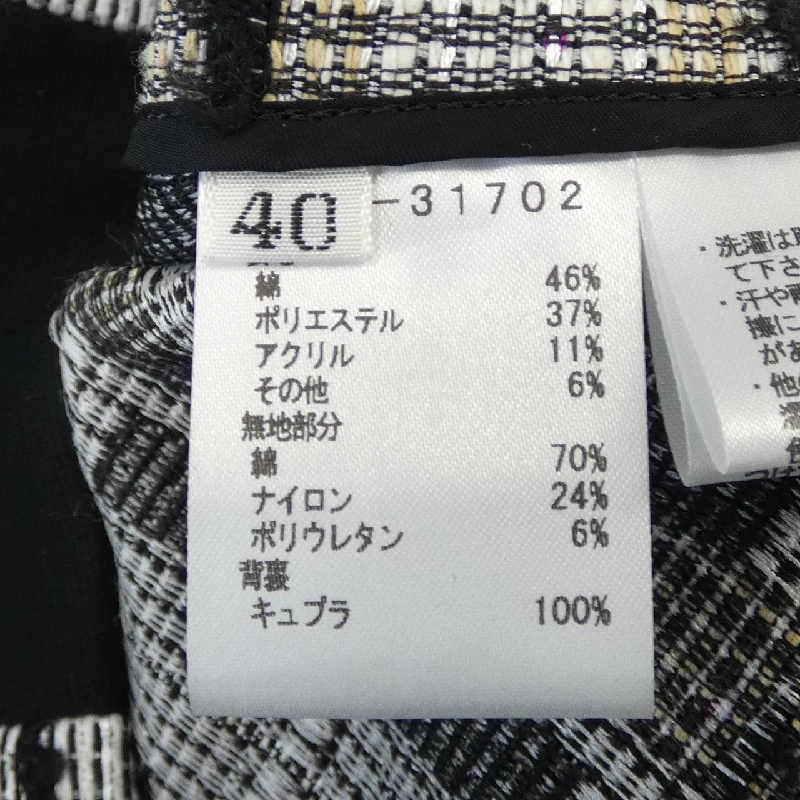 40 -31702
綿 46%
ポリエステル 37%
アクリル 11%
その他 6%
無地部分
綿 70%
ナイロン 24%
ポリウレタン 6%
背裏
キュプラ 100%
・洗濯は
て下さ
・汗や
擦に
があ
・他